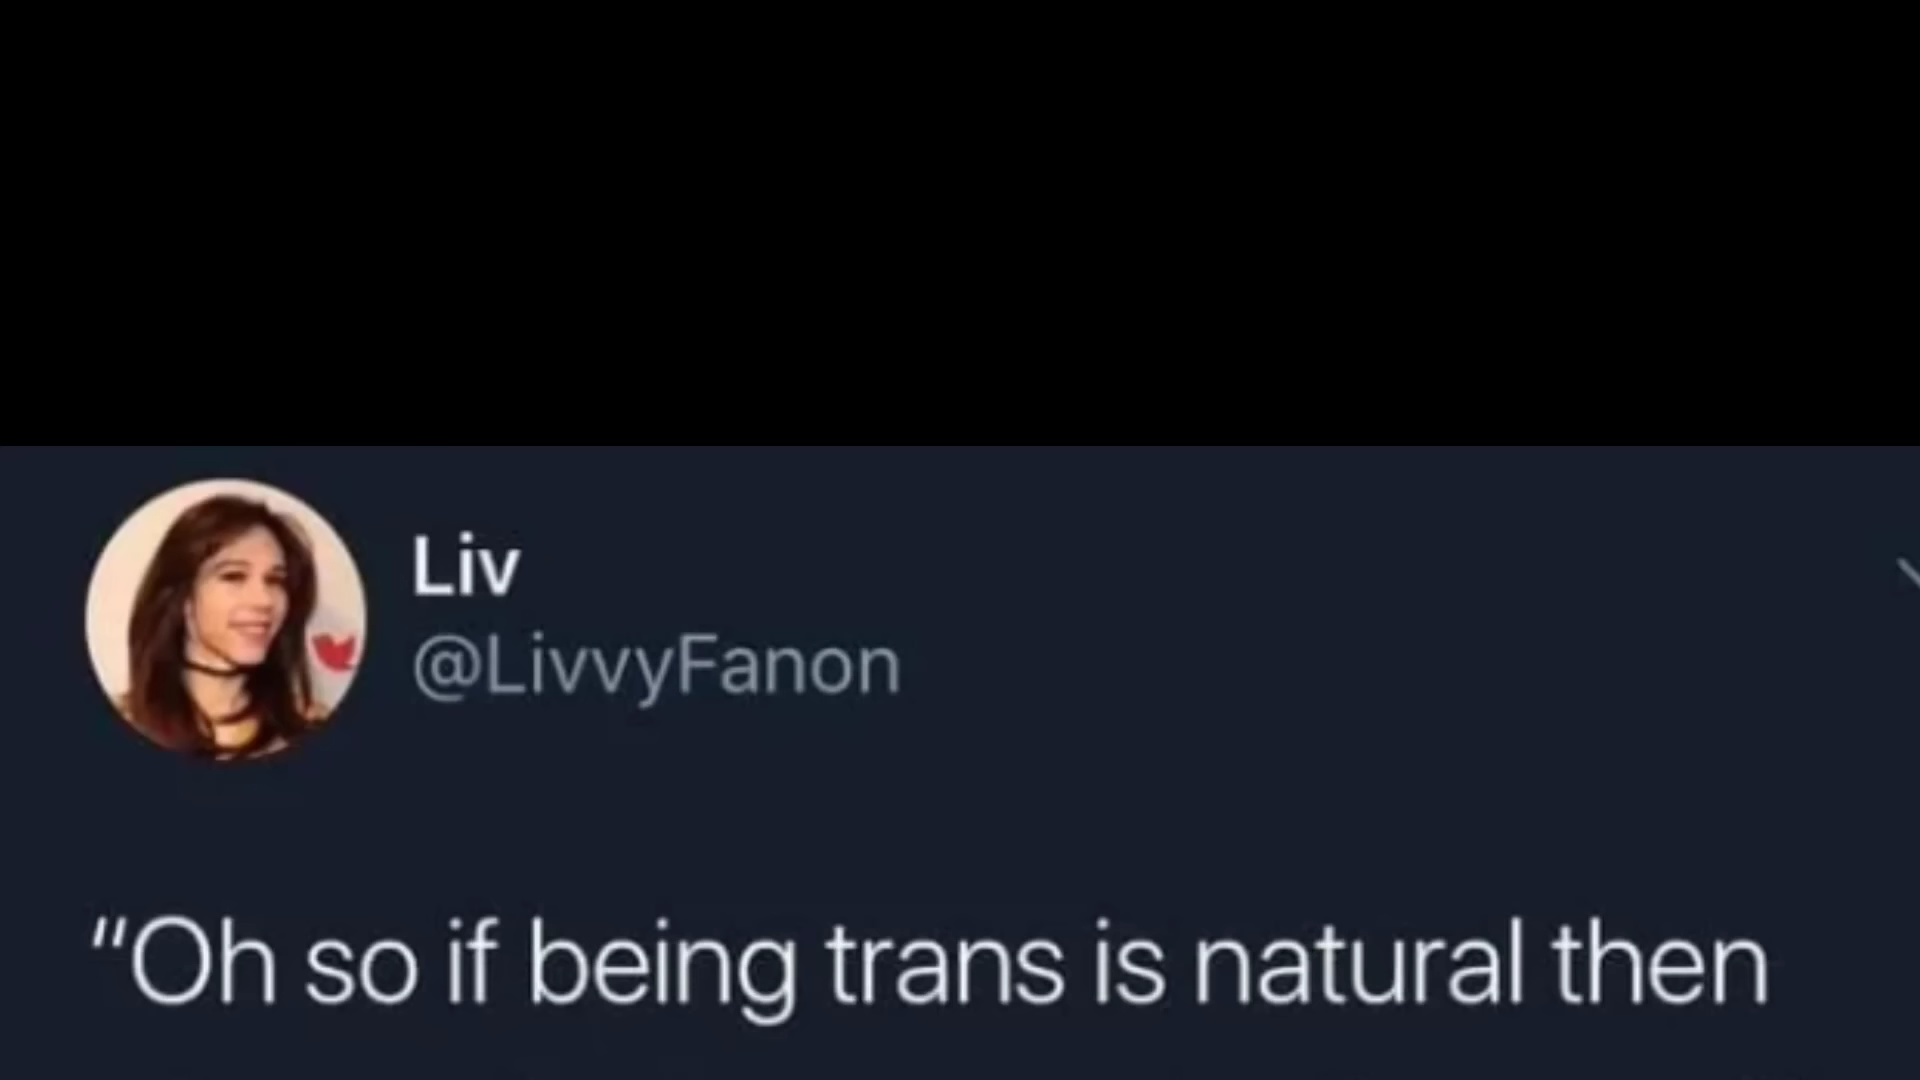 Liv
@LivvyFanon
“Oh so if being trans is natural then